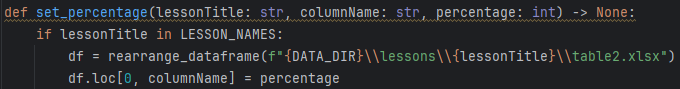 def set_percentage(lessonTitle: str, columnName: str, percentage: int) -> None:
    if lessonTitle in LESSON_NAMES:
        df = rearrange_dataframe(f"{DATA_DIR}\\lessons\\{lessonTitle}\\table2.xlsx")
        df.loc[0, columnName] = percentage